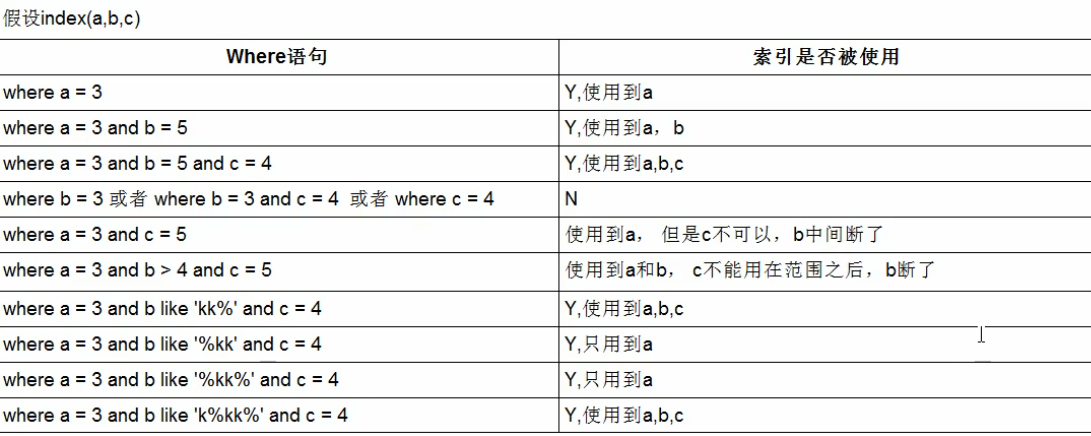 假设index(a,b,c)
Where语句 索引是否被使用
where a = 3 Y,使用到a
where a = 3 and b = 5 Y,使用到a，b
where a = 3 and b = 5 and c = 4 Y,使用到a,b,c
where b = 3 或者 where b = 3 and c = 4 或者 where c = 4 N
where a = 3 and c = 5 使用到a， 但是c不可以，b中间断了
where a = 3 and b > 4 and c = 5 使用到a和b， c不能用在范围之后，b断了
where a = 3 and b like 'kk%' and c = 4 Y,使用到a,b,c
where a = 3 and b like '%kk' and c = 4 Y,只用到a
where a = 3 and b like '%kk%' and c = 4 Y,只用到a
where a = 3 and b like 'k%kk%' and c = 4 Y,使用到a,b,c